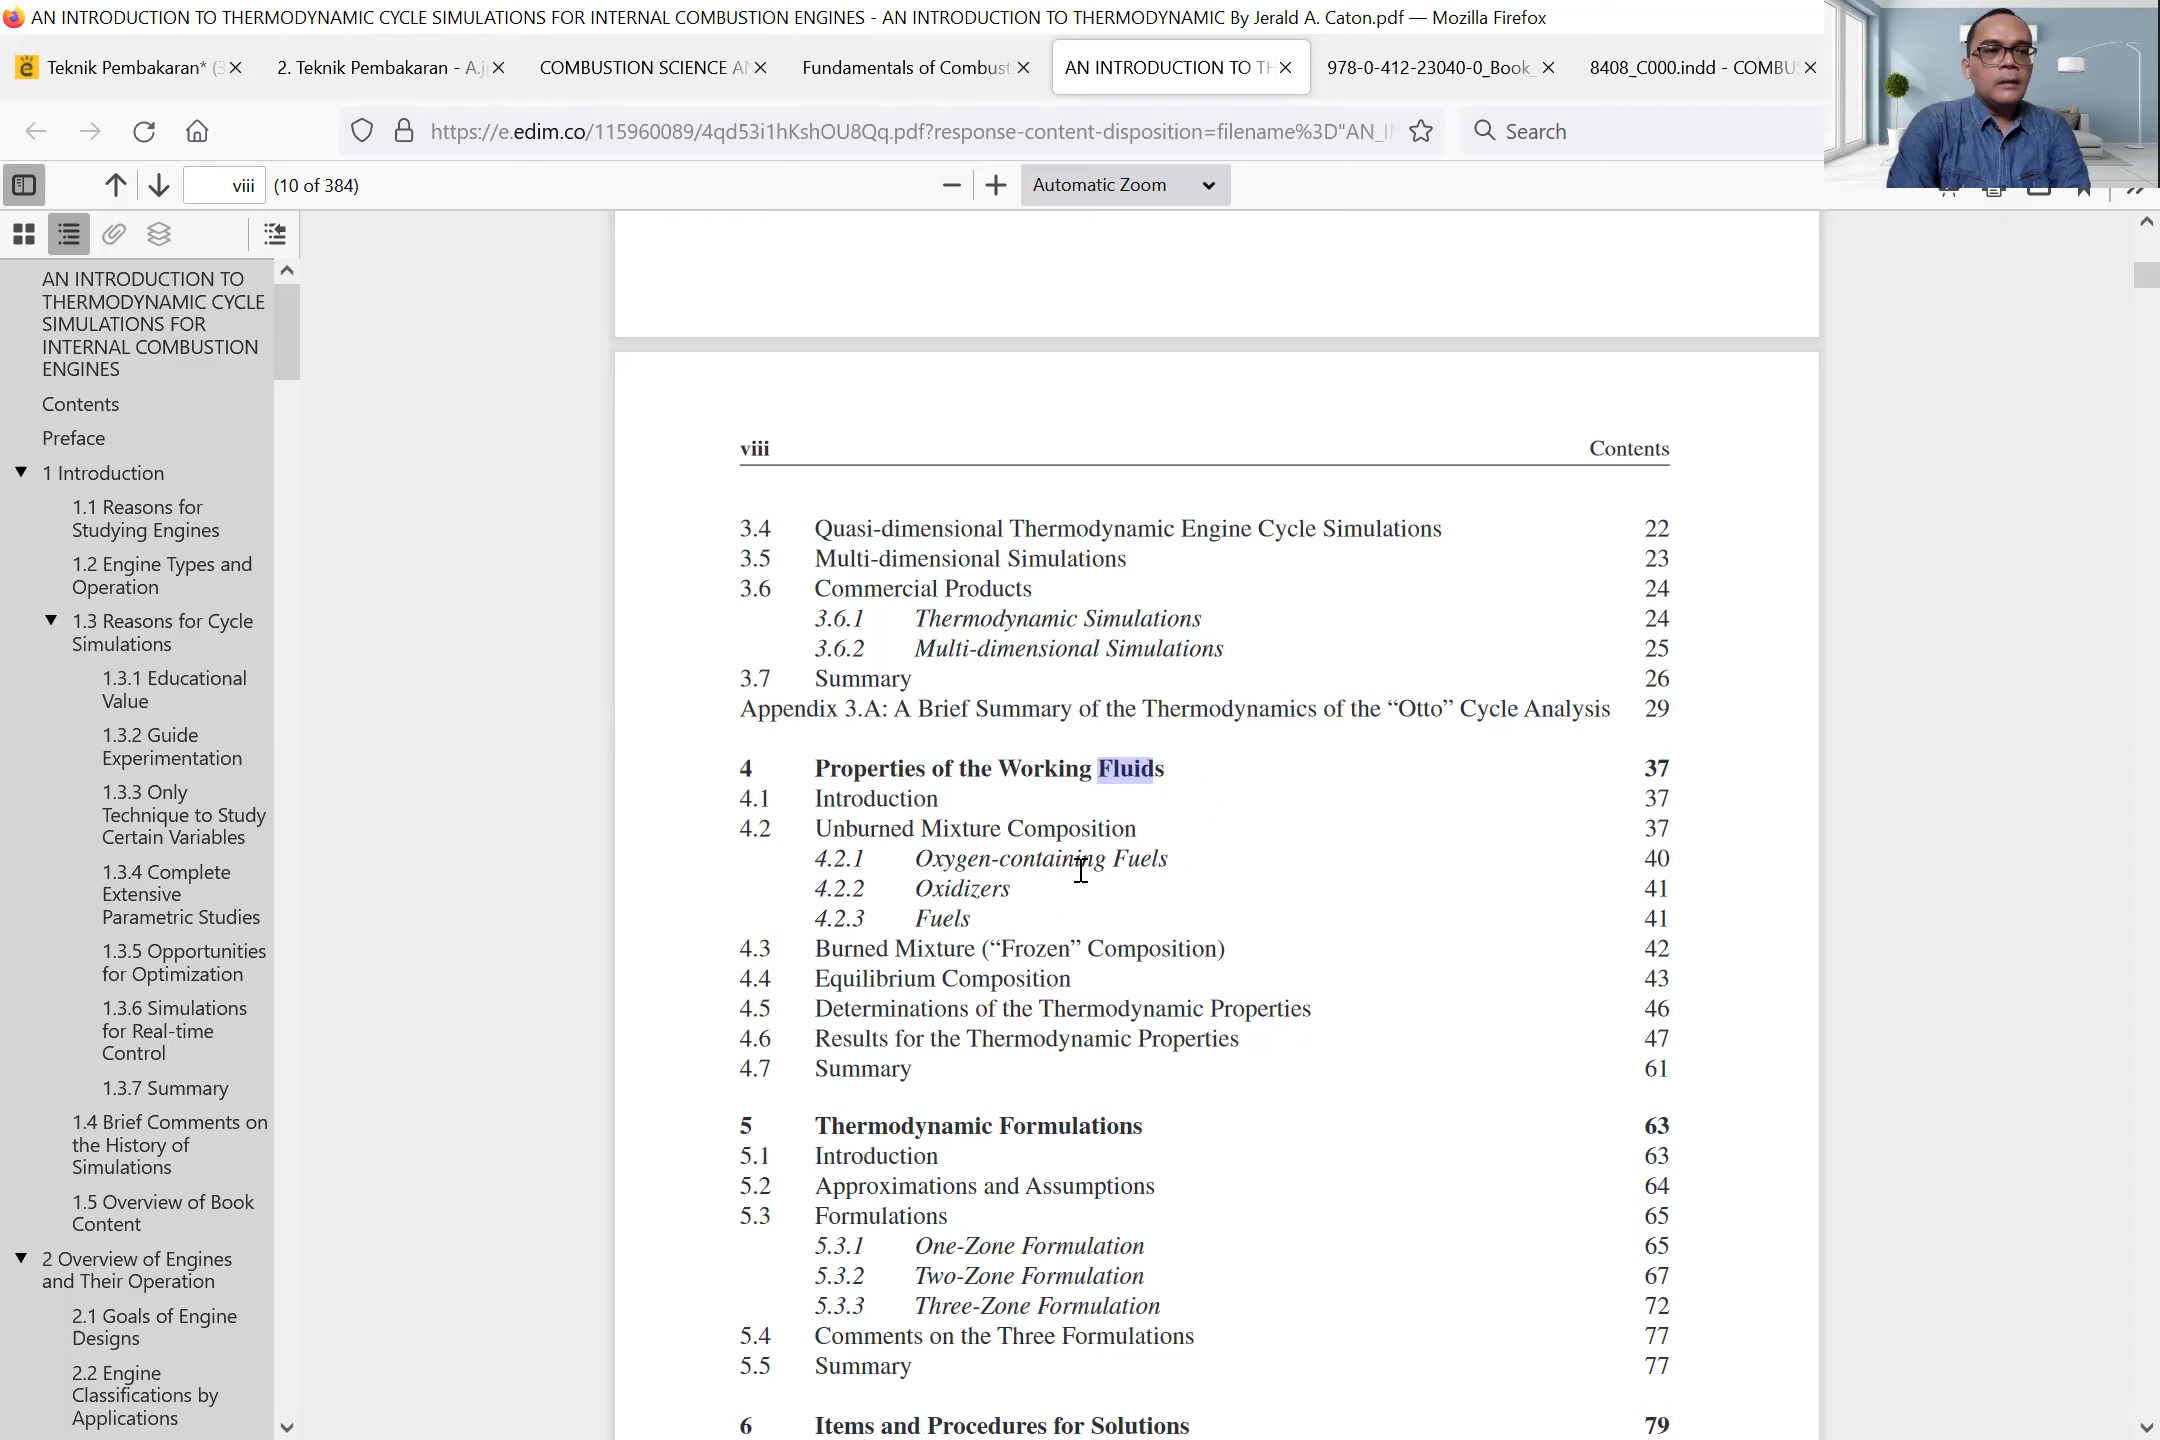 AN INTRODUCTION TO THERMODYNAMIC CYCLE SIMULATIONS FOR INTERNAL COMBUSTION ENGINES - AN INTRODUCTION TO THERMODYNAMIC By Jerald A. Caton.pdf — Mozilla Firefox
Teknik Pembakaran* (3
2. Teknik Pembakaran - A.j
COMBUSTION SCIENCE AN
Fundamentals of Combust
AN INTRODUCTION TO TH
978-0-412-23040-0_Book_
8408_C000.indd - COMBUS
https://e.edim.co/115960089/4qd53i1hKshOU8Qq.pdf?response-content-disposition=filename%3D"AN_I
Search
viii (10 of 384)
Automatic Zoom
AN INTRODUCTION TO
THERMODYNAMIC CYCLE
SIMULATIONS FOR
INTERNAL COMBUSTION
ENGINES
Contents
Preface
1 Introduction
1.1 Reasons for
Studying Engines
1.2 Engine Types and
Operation
1.3 Reasons for Cycle
Simulations
1.3.1 Educational
Value
1.3.2 Guide
Experimentation
1.3.3 Only
Technique to Study
Certain Variables
1.3.4 Complete
Extensive
Parametric Studies
1.3.5 Opportunities
for Optimization
1.3.6 Simulations
for Real-time
Control
1.3.7 Summary
1.4 Brief Comments on
the History of
Simulations
1.5 Overview of Book
Content
2 Overview of Engines
and Their Operation
2.1 Goals of Engine
Designs
2.2 Engine
Classifications by
Applications
viii Contents
3.4 Quasi-dimensional Thermodynamic Engine Cycle Simulations 22
3.5 Multi-dimensional Simulations 23
3.6 Commercial Products 24
3.6.1 Thermodynamic Simulations 24
3.6.2 Multi-dimensional Simulations 25
3.7 Summary 26
Appendix 3.A: A Brief Summary of the Thermodynamics of the “Otto” Cycle Analysis 29
4 Properties of the Working Fluids 37
4.1 Introduction 37
4.2 Unburned Mixture Composition 37
4.2.1 Oxygen-containing Fuels 40
4.2.2 Oxidizers 41
4.2.3 Fuels 41
4.3 Burned Mixture (“Frozen” Composition) 42
4.4 Equilibrium Composition 43
4.5 Determinations of the Thermodynamic Properties 46
4.6 Results for the Thermodynamic Properties 47
4.7 Summary 61
5 Thermodynamic Formulations 63
5.1 Introduction 63
5.2 Approximations and Assumptions 64
5.3 Formulations 65
5.3.1 One-Zone Formulation 65
5.3.2 Two-Zone Formulation 67
5.3.3 Three-Zone Formulation 72
5.4 Comments on the Three Formulations 77
5.5 Summary 77
6 Items and Procedures for Solutions 79